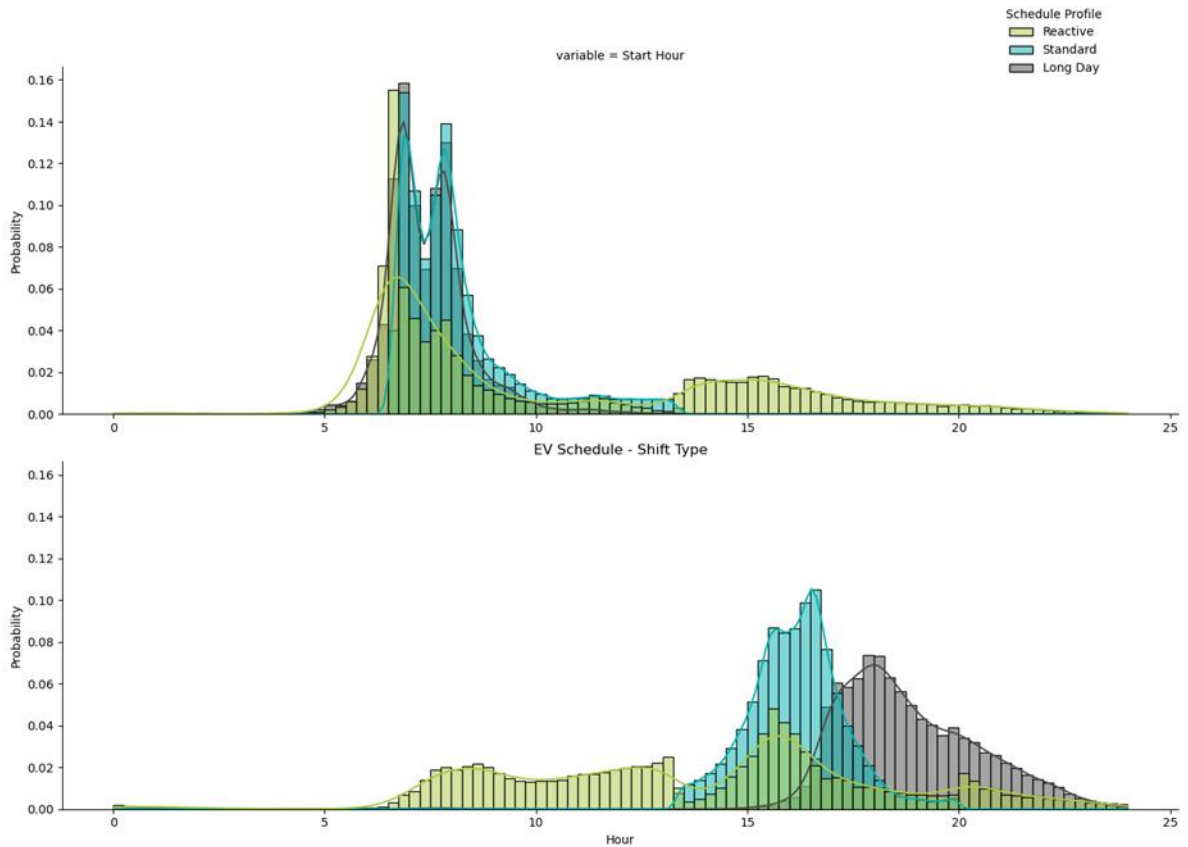 Schedule Profile
Reactive
Standard
Long Day
variable = Start Hour
Probability
0.16
0.14
0.12
0.10
0.08
0.06
0.04
0.02
0.00
0 5 10 15 20 25
EV Schedule - Shift Type
Probability
0.16
0.14
0.12
0.10
0.08
0.06
0.04
0.02
0.00
0 5 10 15 20 25
Hour